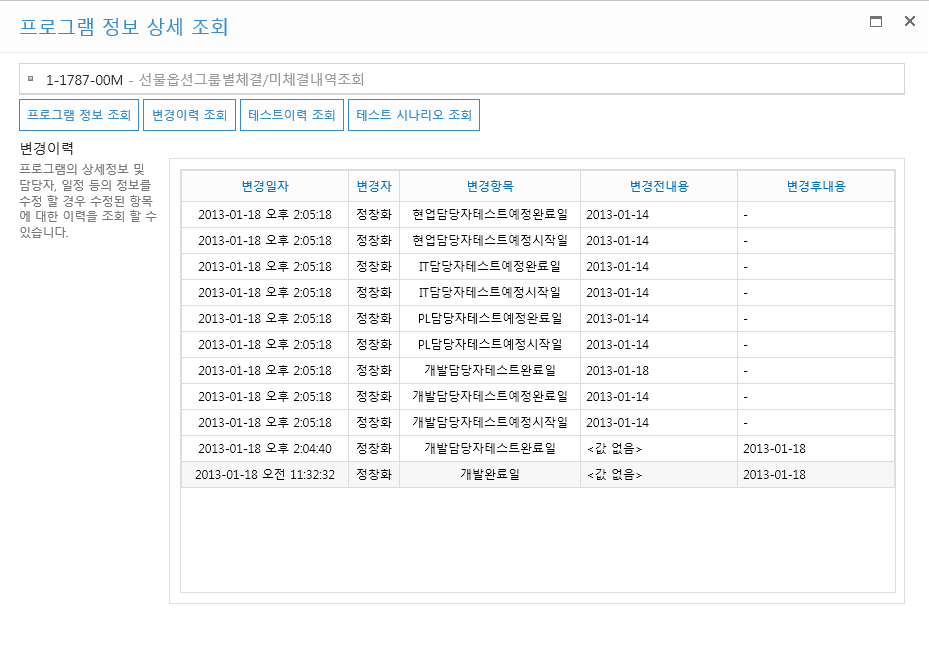 프로그램 정보 상세 조회
1-1787-00M - 선물옵션그룹별체결/미체결내역조회
프로그램 정보 조회 변경이력 조회 테스트이력 조회 테스트 시나리오 조회
변경이력
프로그램의 상세정보 및
담당자, 일정 등의 정보를
수정 할 경우 수정된 항목
에 대한 이력을 조회 할 수
있습니다.
변경일자 변경자 변경항목 변경전내용 변경후내용
2013-01-18 오후 2:05:18 정창화 현업담당자테스트예정완료일 2013-01-14 -
2013-01-18 오후 2:05:18 정창화 현업담당자테스트예정시작일 2013-01-14 -
2013-01-18 오후 2:05:18 정창화 IT담당자테스트예정완료일 2013-01-14 -
2013-01-18 오후 2:05:18 정창화 IT담당자테스트예정시작일 2013-01-14 -
2013-01-18 오후 2:05:18 정창화 PL담당자테스트예정완료일 2013-01-14 -
2013-01-18 오후 2:05:18 정창화 PL담당자테스트예정시작일 2013-01-14 -
2013-01-18 오후 2:05:18 정창화 개발담당자테스트완료일 2013-01-18 -
2013-01-18 오후 2:05:18 정창화 개발담당자테스트예정완료일 2013-01-14 -
2013-01-18 오후 2:05:18 정창화 개발담당자테스트예정시작일 2013-01-14 -
2013-01-18 오후 2:04:40 정창화 개발담당자테스트완료일 <값 없음> 2013-01-18
2013-01-18 오전 11:32:32 정창화 개발완료일 <값 없음> 2013-01-18